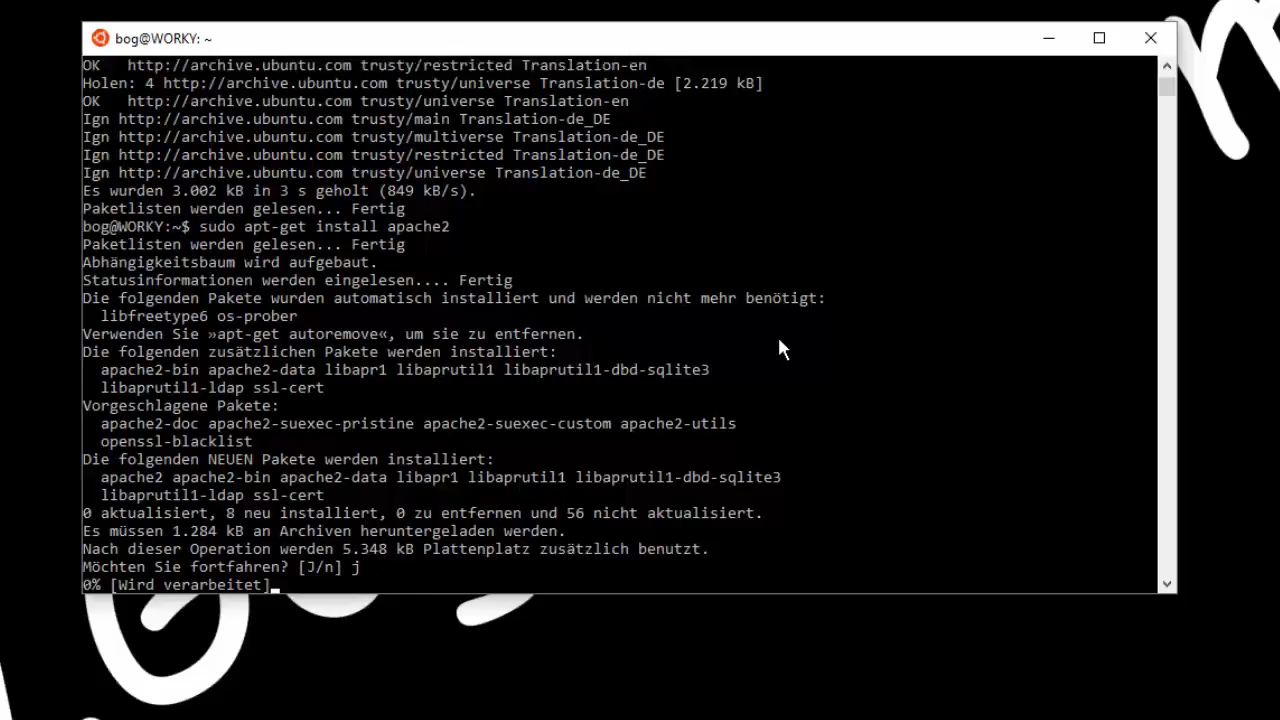 bog@WORKY: ~
OK   http://archive.ubuntu.com trusty/restricted Translation-en
Holen: 4 http://archive.ubuntu.com trusty/universe Translation-de [2.219 kB]
OK   http://archive.ubuntu.com trusty/universe Translation-en
Ign http://archive.ubuntu.com trusty/main Translation-de_DE
Ign http://archive.ubuntu.com trusty/multiverse Translation-de_DE
Ign http://archive.ubuntu.com trusty/restricted Translation-de_DE
Ign http://archive.ubuntu.com trusty/universe Translation-de_DE
Es wurden 3.002 kB in 3 s geholt (849 kB/s).
Paketlisten werden gelesen... Fertig
bog@WORKY:~$ sudo apt-get install apache2
Paketlisten werden gelesen... Fertig
Abhängigkeitsbaum wird aufgebaut.
Statusinformationen werden eingelesen.... Fertig
Die folgenden Pakete wurden automatisch installiert und werden nicht mehr benötigt:
  libfreetype6 os-prober
Verwenden Sie »apt-get autoremove«, um sie zu entfernen.
Die folgenden zusätzlichen Pakete werden installiert:
  apache2-bin apache2-data libapr1 libaprutil1 libaprutil1-dbd-sqlite3
  libaprutil1-ldap ssl-cert
Vorgeschlagene Pakete:
  apache2-doc apache2-suexec-pristine apache2-suexec-custom apache2-utils
  openssl-blacklist
Die folgenden NEUEN Pakete werden installiert:
  apache2 apache2-bin apache2-data libapr1 libaprutil1 libaprutil1-dbd-sqlite3
  libaprutil1-ldap ssl-cert
0 aktualisiert, 8 neu installiert, 0 zu entfernen und 56 nicht aktualisiert.
Es müssen 1.284 kB an Archiven heruntergeladen werden.
Nach dieser Operation werden 5.348 kB Plattenplatz zusätzlich benutzt.
Möchten Sie fortfahren? [J/n] j
0% [Wird verarbeitet]